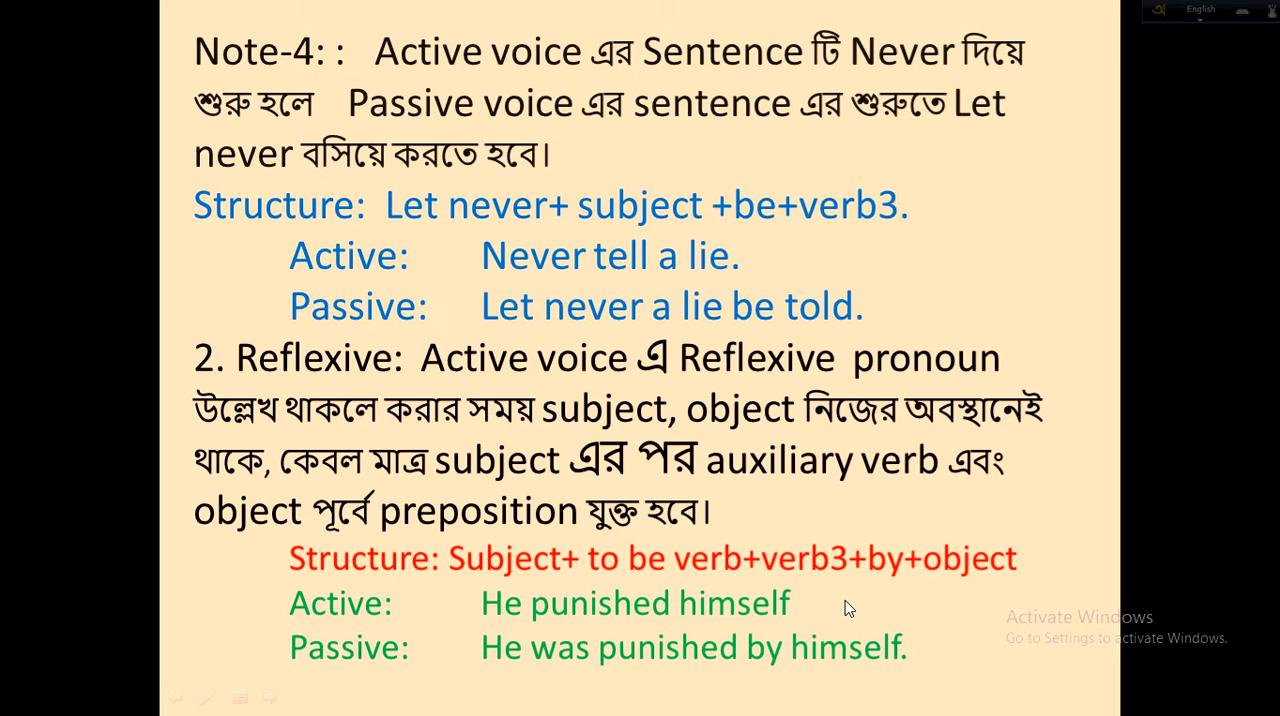 English
Note-4: : Active voice এর Sentence টি Never দিয়ে
শুরু হলে Passive voice এর sentence এর শুরুতে Let
never বসিয়ে করতে হবে।
Structure: Let never+ subject +be+verb3.
Active: Never tell a lie.
Passive: Let never a lie be told.
2. Reflexive: Active voice এ Reflexive pronoun
উল্লেখ থাকলে করার সময় subject, object নিজের অবস্থানেই
থাকে, কেবল মাত্র subject এর পর auxiliary verb এবং
object পূর্বে preposition যুক্ত হবে।
Structure: Subject+ to be verb+verb3+by+object
Active: He punished himself
Passive: He was punished by himself.
Activate Windows
Go to Settings to activate Windows.